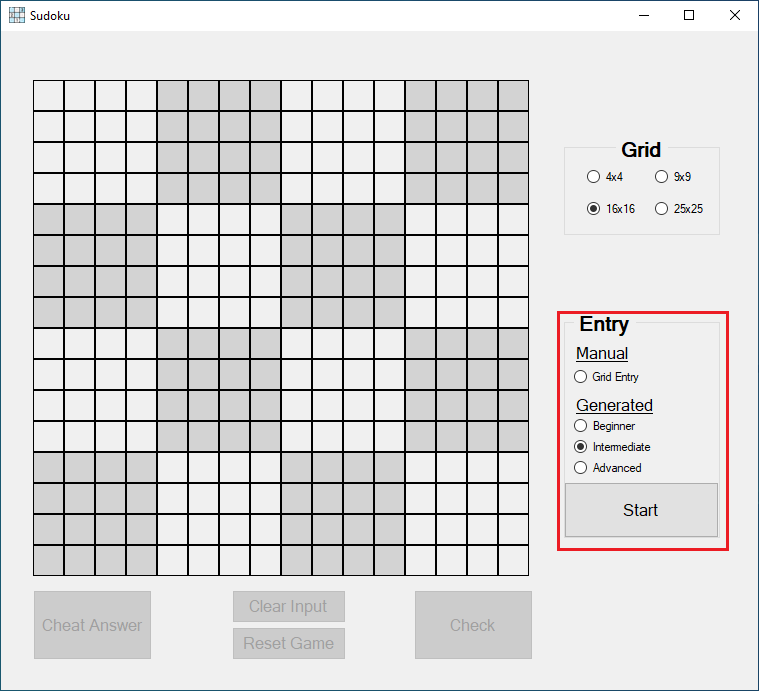 Sudoku
Grid
4x4 9x9
16x16 25x25
Entry
Manual
Grid Entry
Generated
Beginner
Intermediate
Advanced
Start
Cheat Answer
Clear Input
Reset Game
Check